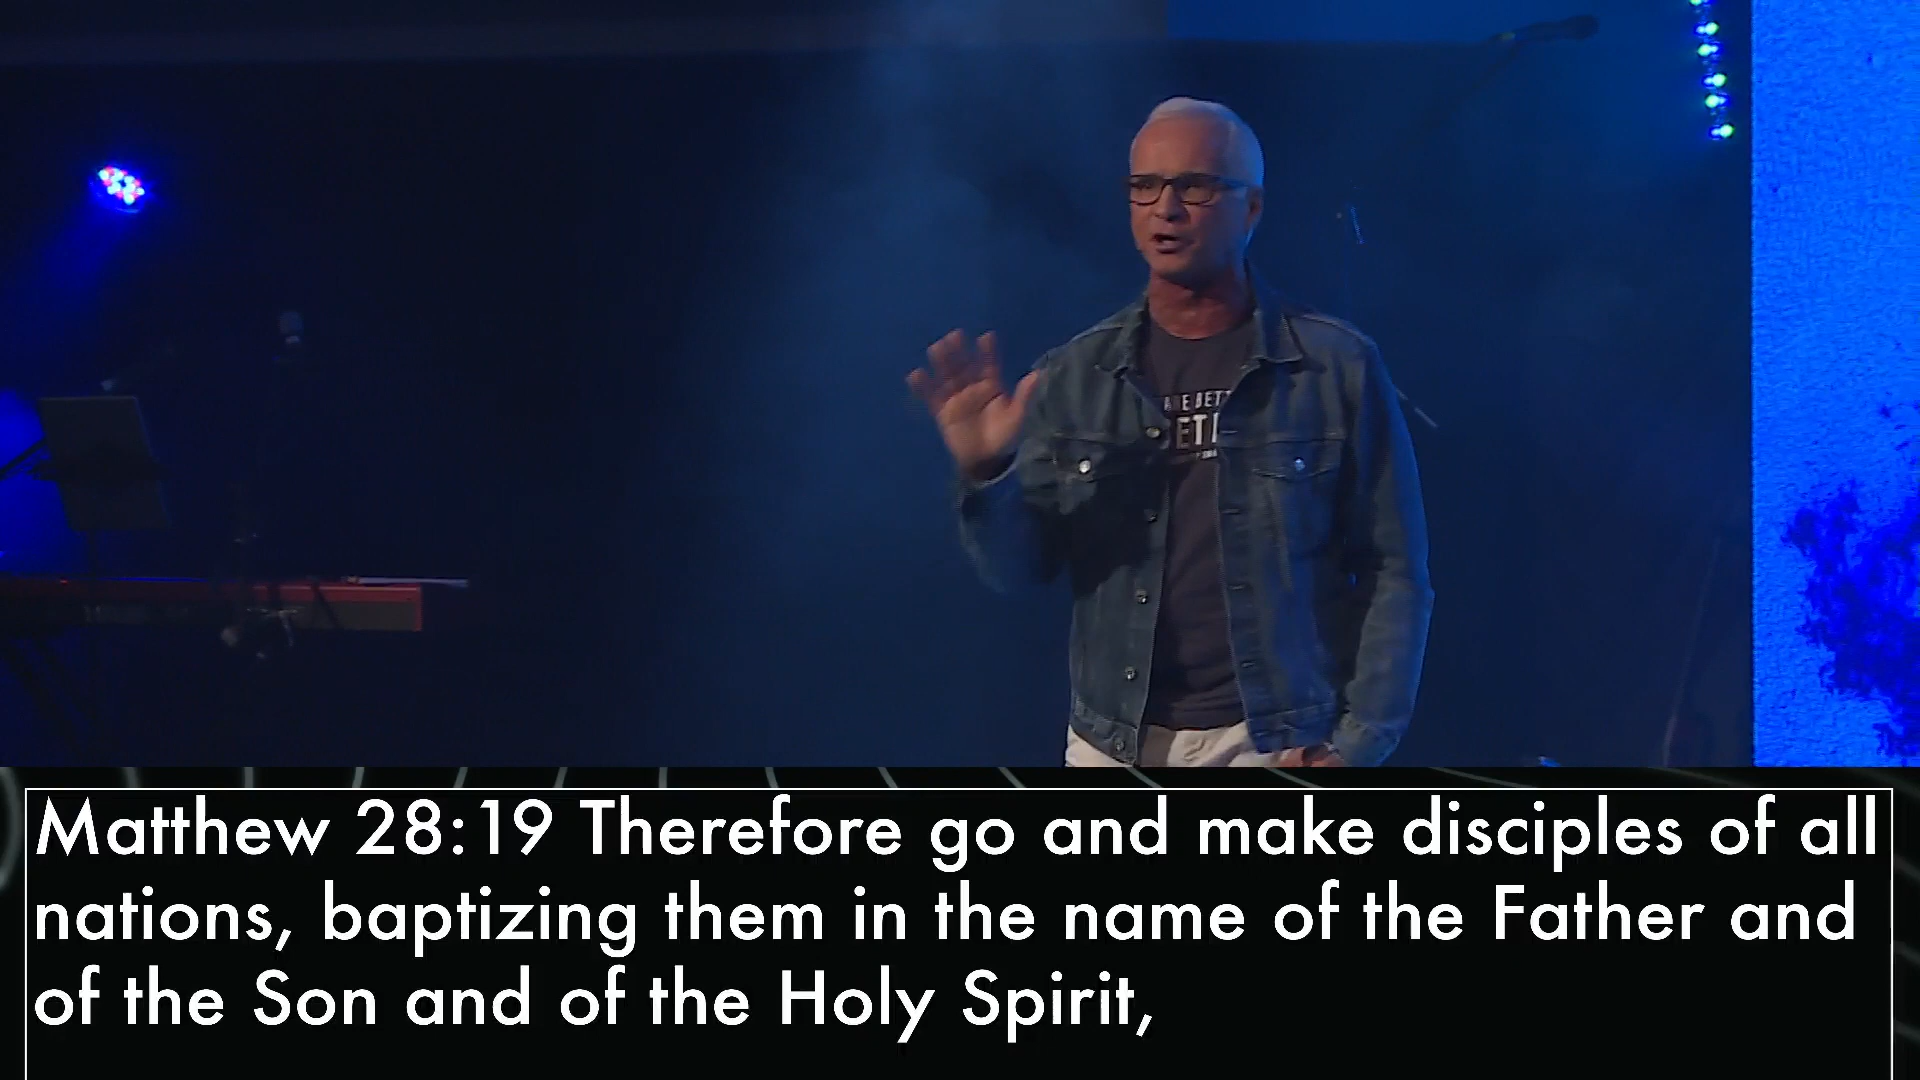 Matthew 28:19 Therefore go and make disciples of all
nations, baptizing them in the name of the Father and
of the Son and of the Holy Spirit,